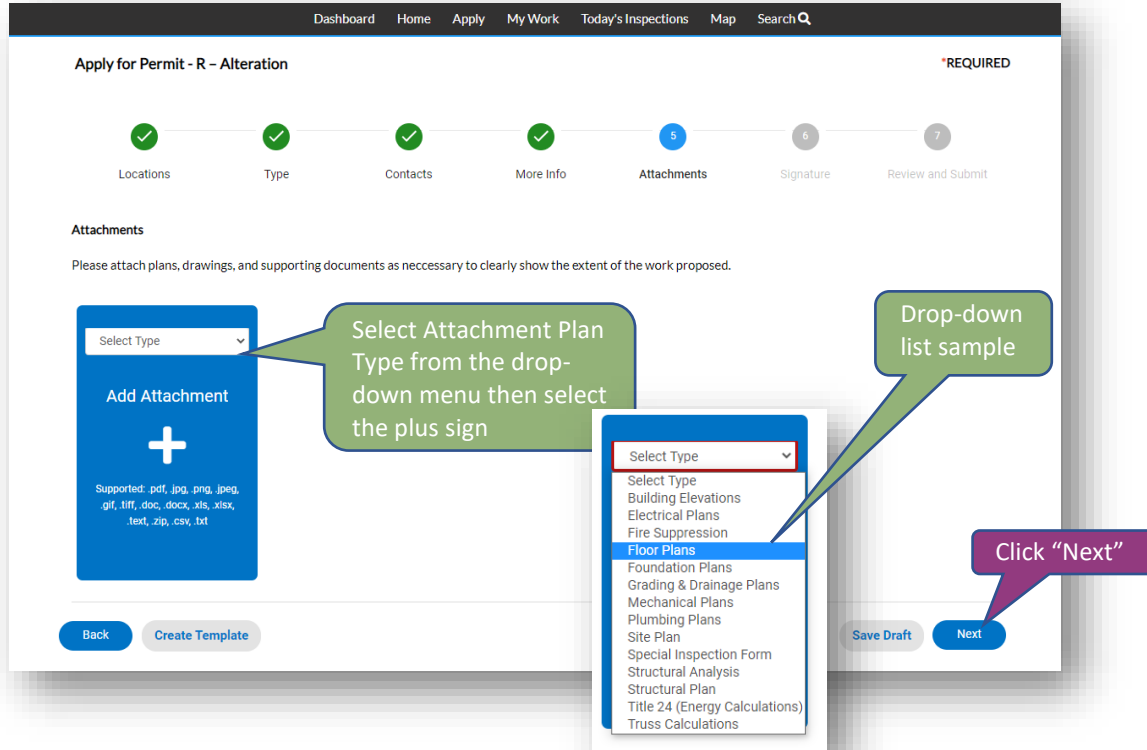 Dashboard Home Apply My Work Today's Inspections Map Search
Apply for Permit - R – Alteration
*REQUIRED
5 6 7
Locations Type Contacts More Info Attachments Signature Review and Submit
Attachments
Please attach plans, drawings, and supporting documents as neccessary to clearly show the extent of the work proposed.
Select Type
Add Attachment
Supported: .pdf, .jpg, .png, .jpeg,
.gif, .tiff, .doc, .docx, .xls, .xlsx,
.text, .zip, .csv, .txt
Select Attachment Plan
Type from the drop-
down menu then select
the plus sign
Drop-down
list sample
Select Type
Select Type
Building Elevations
Electrical Plans
Fire Suppression
Floor Plans
Foundation Plans
Grading & Drainage Plans
Mechanical Plans
Plumbing Plans
Site Plan
Special Inspection Form
Structural Analysis
Structural Plan
Title 24 (Energy Calculations)
Truss Calculations
Click “Next”
Back Create Template Save Draft Next